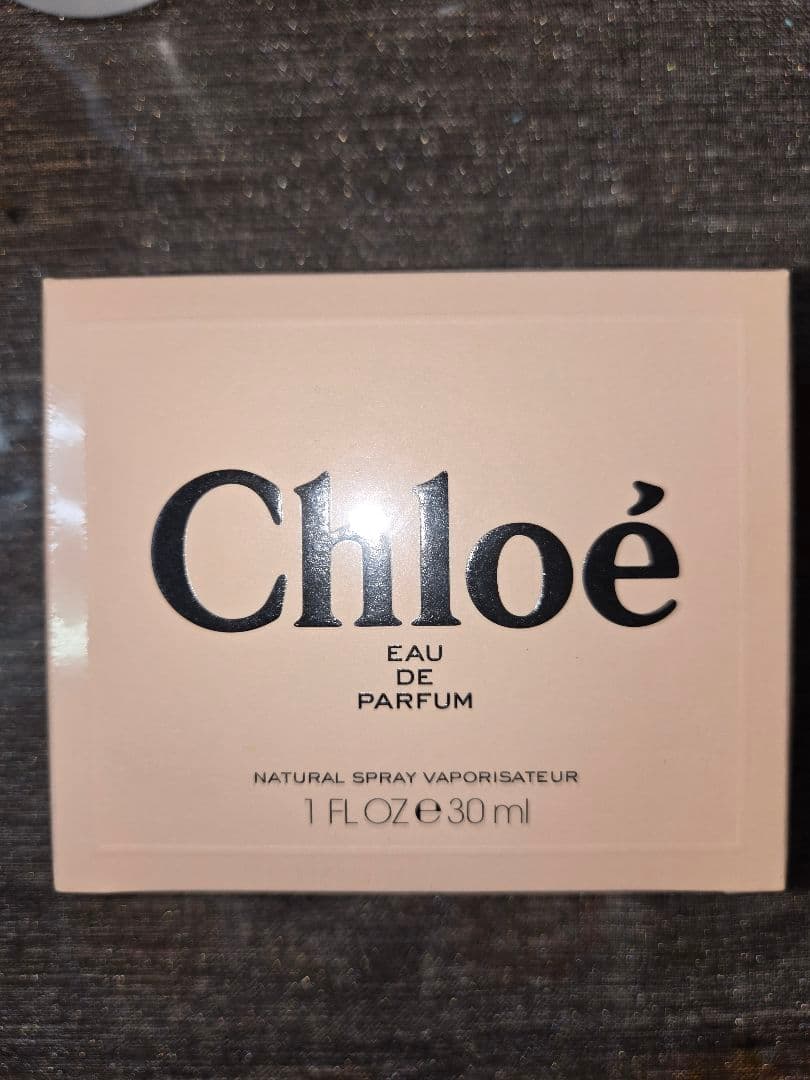 Chloé
EAU
DE
PARFUM
NATURAL SPRAY VAPORISATEUR
1 FL OZ ℮ 30 ml